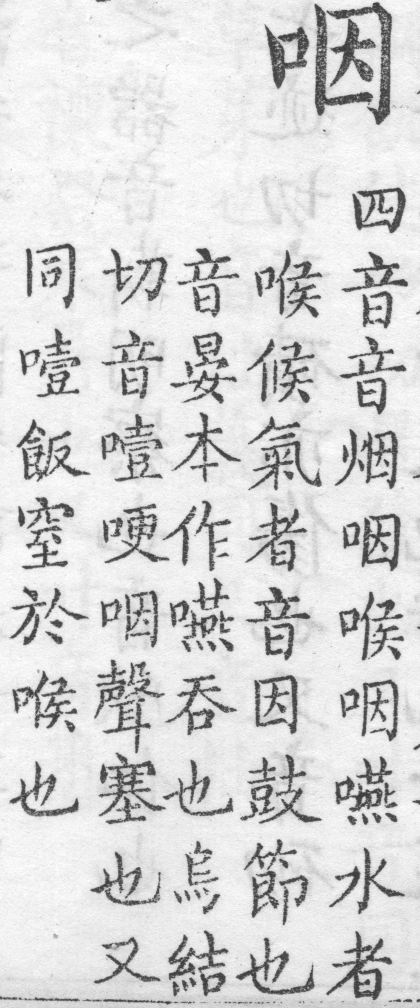 咽
四音音烟咽喉咽嚥水者
喉候氣者音因鼓節也
音晏本作嚥吞也烏結
切音噎哽咽聲塞也又
同噎飯窒於喉也